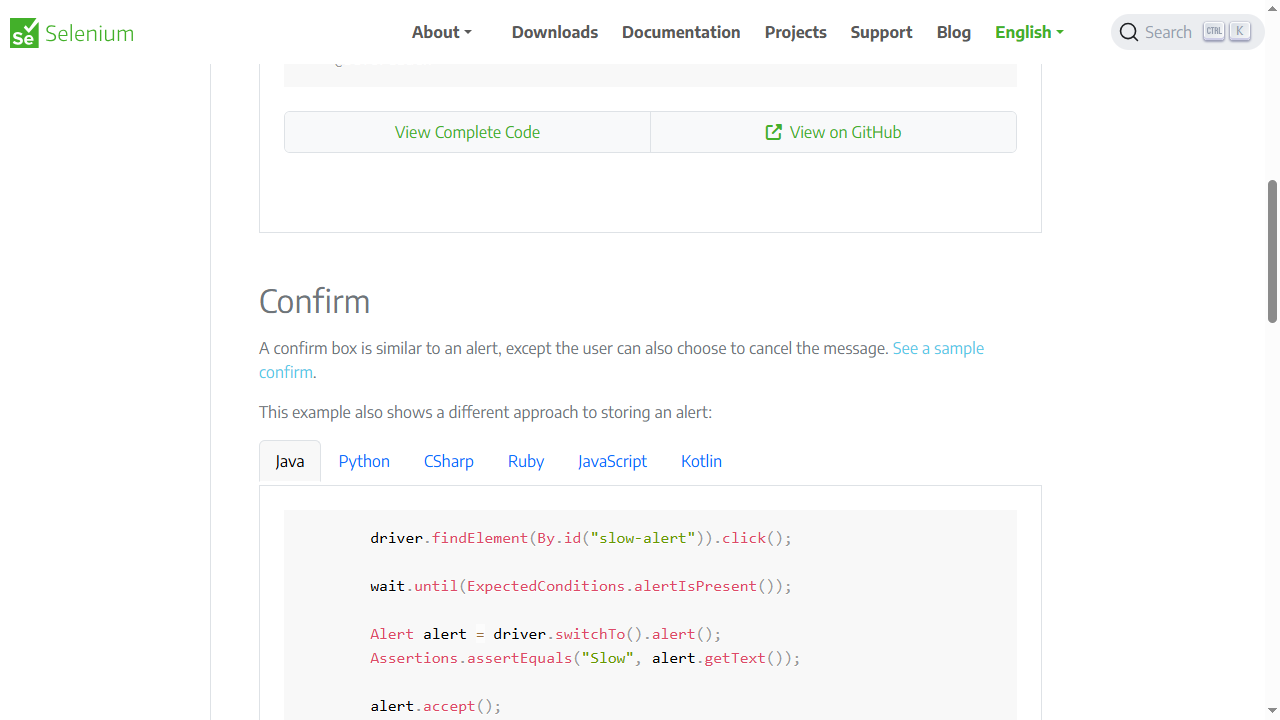 Se Selenium About Downloads Documentation Projects Support Blog English Search CTRL K
View Complete Code View on GitHub
Confirm
A confirm box is similar to an alert, except the user can also choose to cancel the message. See a sample
confirm.
This example also shows a different approach to storing an alert:
Java Python CSharp Ruby JavaScript Kotlin
driver.findElement(By.id("slow-alert")).click();
wait.until(ExpectedConditions.alertIsPresent());
Alert alert = driver.switchTo().alert();
Assertions.assertEquals("Slow", alert.getText());
alert.accept();